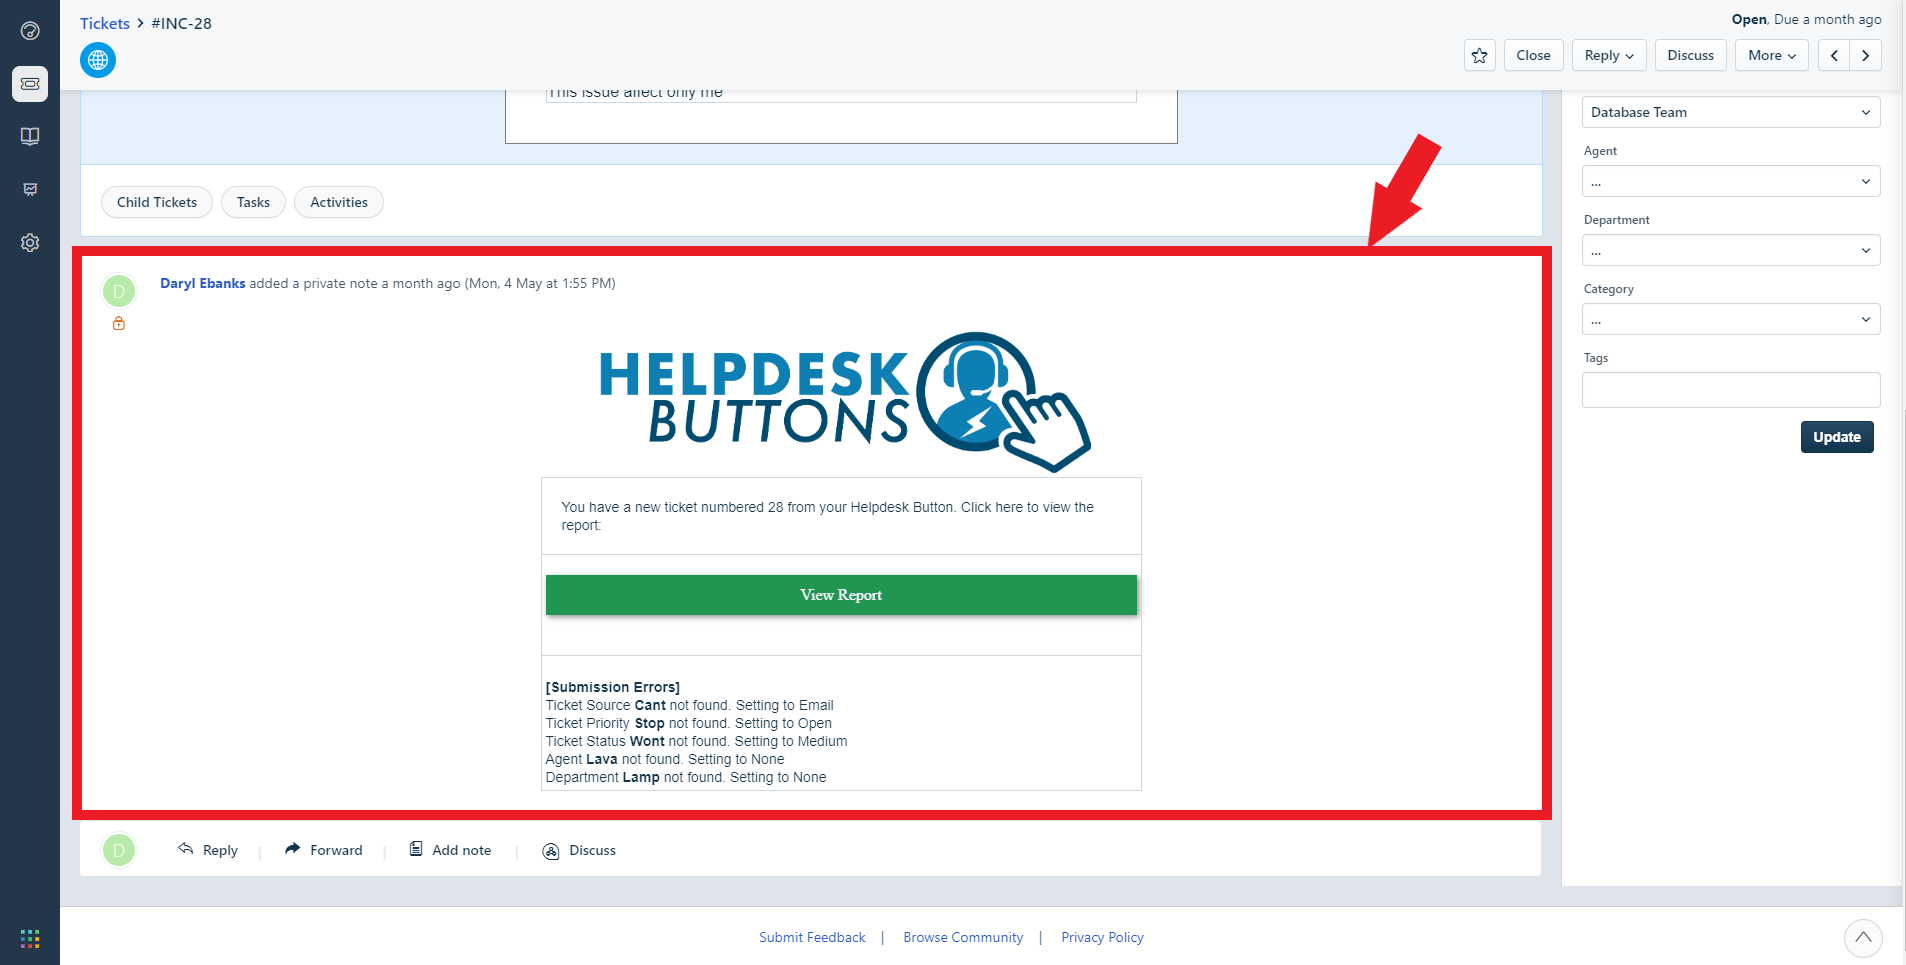 Tickets > #INC-28
Open, Due a month ago
Close
Reply
Discuss
More
This issue affect only me
Child Tickets
Tasks
Activities
Daryl Ebanks added a private note a month ago (Mon, 4 May at 1:55 PM)
D
HELPDESK
BUTTONS
You have a new ticket numbered 28 from your Helpdesk Button. Click here to view the
report:
View Report
[Submission Errors]
Ticket Source Cant not found. Setting to Email
Ticket Priority Stop not found. Setting to Open
Ticket Status Wont not found. Setting to Medium
Agent Lava not found. Setting to None
Department Lamp not found. Setting to None
D
Reply
Forward
Add note
Discuss
Database Team
Agent
...
Department
...
Category
...
Tags
Update
Submit Feedback | Browse Community | Privacy Policy